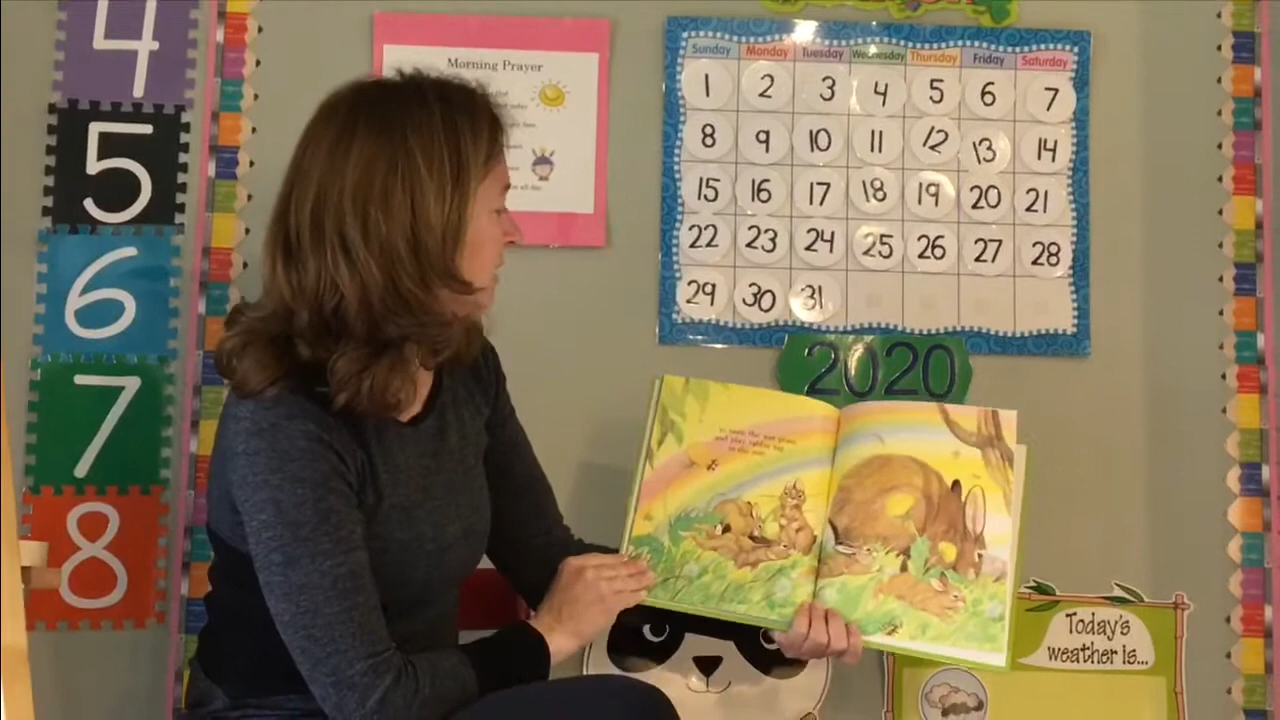 4
5
6
7
8
Morning Prayer
Sunday Monday Tuesday Wednesday Thursday Friday Saturday
1 2 3 4 5 6 7
8 9 10 11 12 13 14
15 16 17 18 19 20 21
22 23 24 25 26 27 28
29 30 31
2020
Today's
weather is...